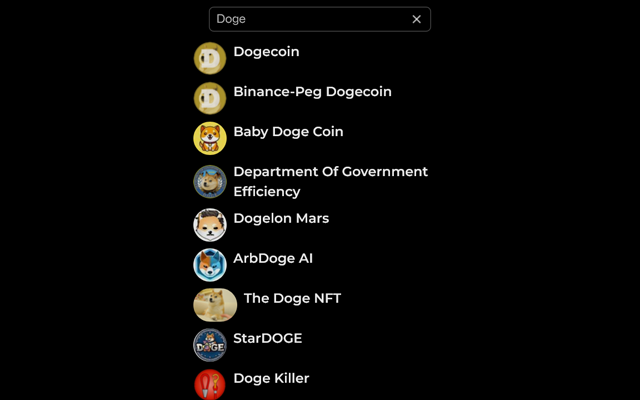 Doge
Dogecoin
Binance-Peg Dogecoin
Baby Doge Coin
Department Of Government
Efficiency
Dogelon Mars
ArbDoge AI
The Doge NFT
StarDOGE
DOGE
Doge Killer